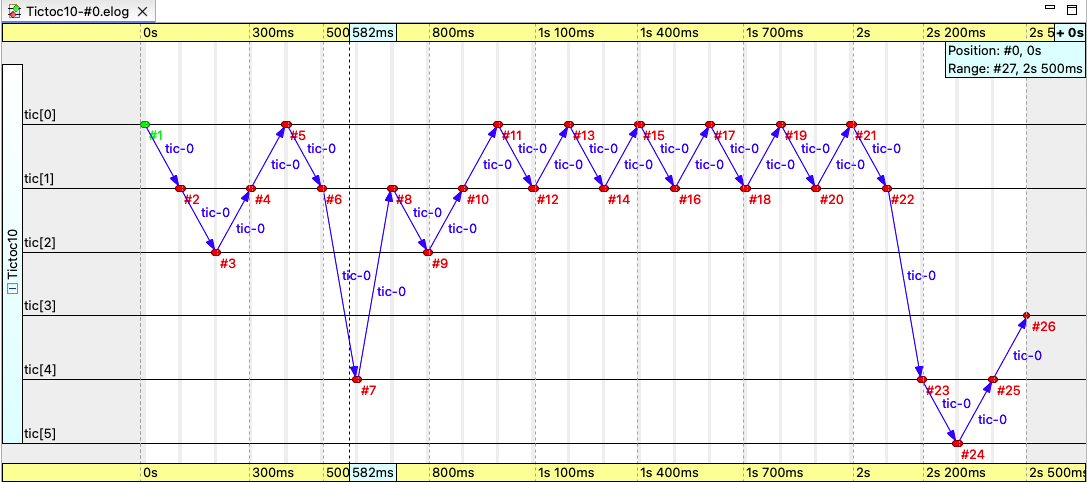 Tictoc10-#0.elog
0s 300ms 500 582ms 800ms 1s 100ms 1s 400ms 1s 700ms 2s 2s 200ms 2s 5 + 0s
Position: #0, 0s
Range: #27, 2s 500ms
tic[0]
#1 #5 #11 #13 #15 #17 #19 #21
tic-0 tic-0 tic-0 tic-0 tic-0 tic-0 tic-0 tic-0
tic-0 tic-0 tic-0 tic-0 tic-0 tic-0 tic-0
tic[1]
#2 #4 #6 #8 #10 #12 #14 #16 #18 #20 #22
tic-0 tic-0
tic-0 tic-0
tic[2]
#3 #9
tic-0 tic-0
tic-0
Tictoc10
tic[3]
#26
tic-0
tic[4]
#7 #23 #25
tic-0
tic-0
tic[5]
#24
0s 300ms 500 582ms 800ms 1s 100ms 1s 400ms 1s 700ms 2s 2s 200ms 2s 500ms